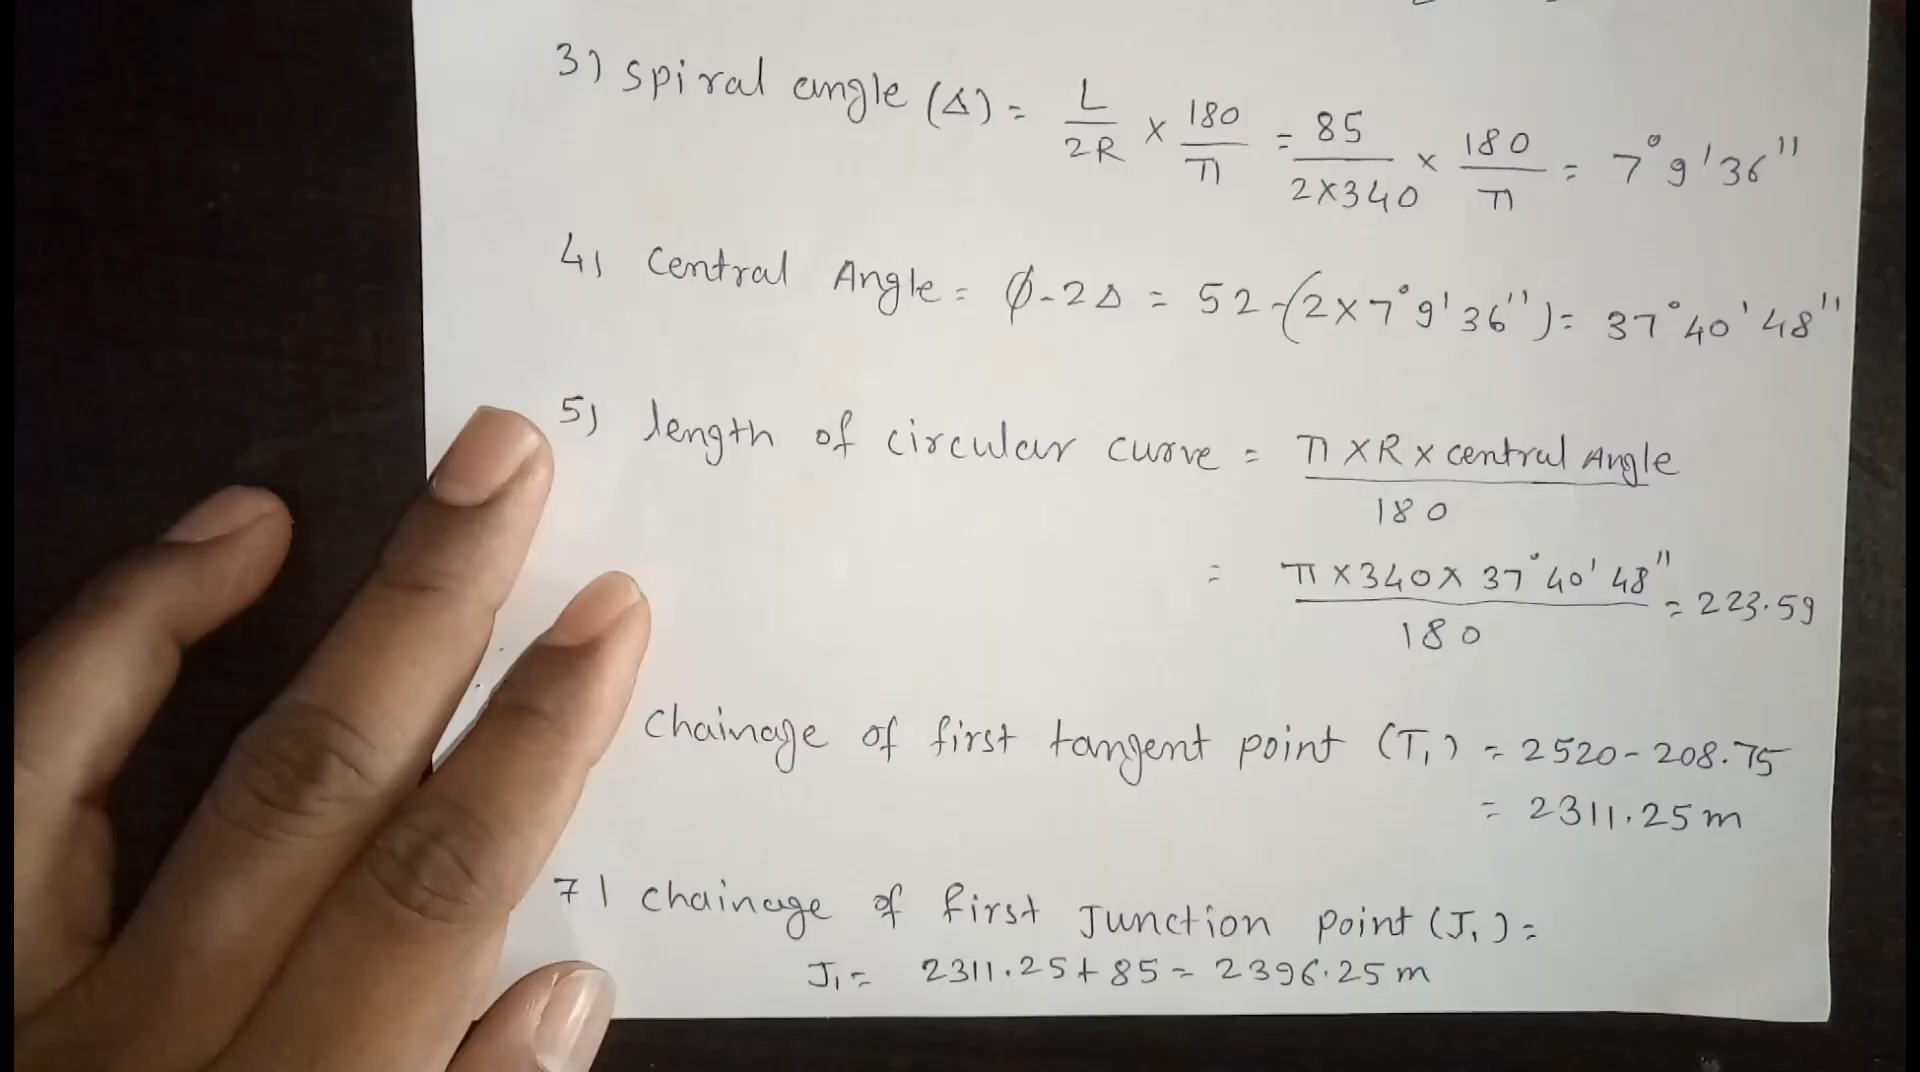 3) spiral angle (Δ) = L/2R × 180/π = 85/2×340 × 180/π = 7°9'36"
4) Central Angle = Ø-2Δ = 52-(2×7°9'36") = 37°40'48"
5) length of circular curve = π×R×central Angle/180
= π×340×37°40'48"/180 = 223.59
Chainage of first tangent point (T₁) = 2520-208.75
= 2311.25m
7) chainage of first Junction point (J₁) =
J₁ = 2311.25+85 = 2396.25m